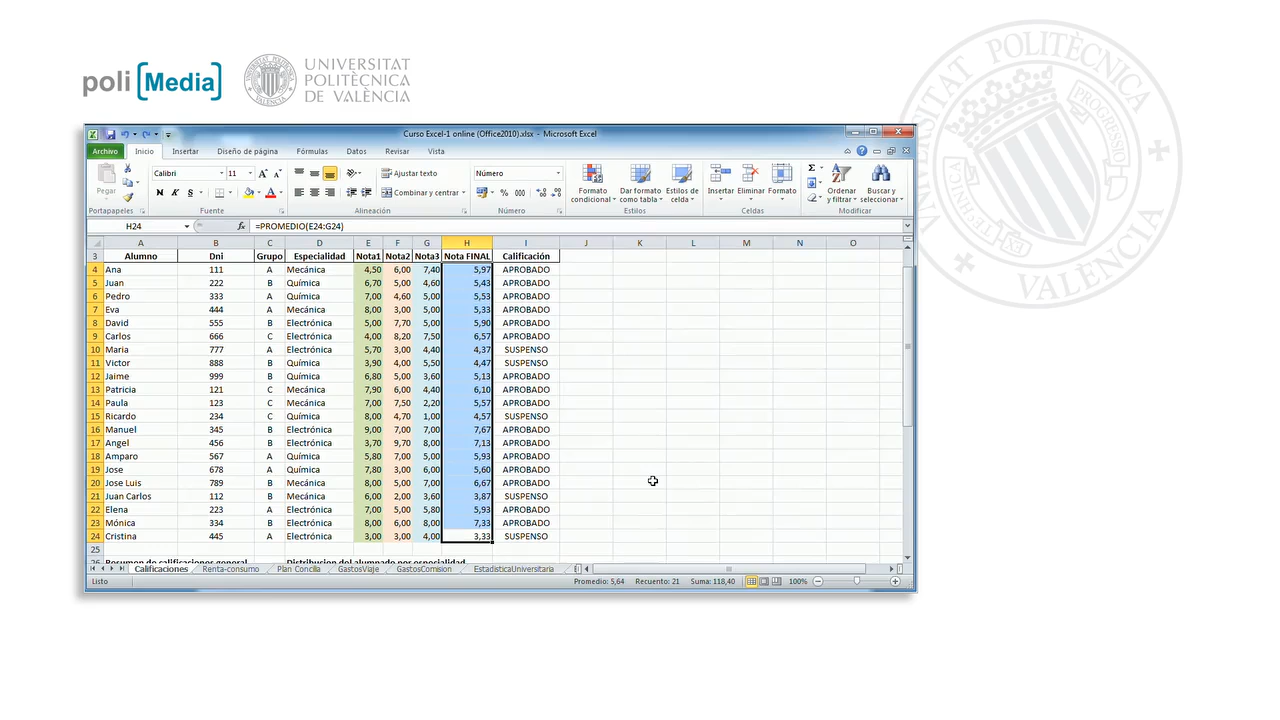 poli [Media]
UNIVERSITAT
POLITÈCNICA
DE VALÈNCIA
UNIVERSITAT POLITÈCNICA
DE VALÈNCIA
PROGRESSIO
Curso Excel-1 online (Office2010).xlsx - Microsoft Excel
Archivo Inicio Insertar Diseño de página Fórmulas Datos Revisar Vista
Pegar
Calibri 11 Ajustar texto Número
N K S Combinar y centrar % 000
Formato condicional Dar formato como tabla Estilos de celda Insertar Eliminar Formato Ordenar y filtrar Buscar y seleccionar
Portapapeles Fuente Alineación Número Estilos Celdas Modificar
H24 fx =PROMEDIO(E24:G24)
A B C D E F G H I J K L M N O
3 Alumno Dni Grupo Especialidad Nota1 Nota2 Nota3 Nota FINAL Calificación
4 Ana 111 A Mecánica 4,50 6,00 7,40 5,97 APROBADO
5 Juan 222 B Química 6,70 5,00 4,60 5,43 APROBADO
6 Pedro 333 A Química 7,00 4,60 5,00 5,53 APROBADO
7 Eva 444 A Mecánica 8,00 3,00 5,00 5,33 APROBADO
8 David 555 B Electrónica 5,00 7,70 5,00 5,90 APROBADO
9 Carlos 666 C Electrónica 4,00 8,20 7,50 6,57 APROBADO
10 Maria 777 A Electrónica 5,70 3,00 4,40 4,37 SUSPENSO
11 Victor 888 B Química 3,90 4,00 5,50 4,47 SUSPENSO
12 Jaime 999 B Química 6,80 5,00 3,60 5,13 APROBADO
13 Patricia 121 C Mecánica 7,90 6,00 4,40 6,10 APROBADO
14 Paula 123 C Mecánica 7,00 7,50 2,20 5,57 APROBADO
15 Ricardo 234 C Química 8,00 4,70 1,00 4,57 SUSPENSO
16 Manuel 345 B Electrónica 9,00 7,00 7,00 7,67 APROBADO
17 Angel 456 B Electrónica 3,70 9,70 8,00 7,13 APROBADO
18 Amparo 567 A Química 5,80 7,00 5,00 5,93 APROBADO
19 Jose 678 A Química 7,80 3,00 6,00 5,60 APROBADO
20 Jose Luis 789 B Mecánica 8,00 5,00 7,00 6,67 APROBADO
21 Juan Carlos 112 B Mecánica 6,00 2,00 3,60 3,87 SUSPENSO
22 Elena 223 A Electrónica 7,00 5,00 5,80 5,93 APROBADO
23 Mónica 334 B Electrónica 8,00 6,00 8,00 7,33 APROBADO
24 Cristina 445 A Electrónica 3,00 3,00 4,00 3,33 SUSPENSO
25
26 Resumen de calificaciones general Distribucion del alumnado por especialidad
Calificaciones Renta-consumo Plan Concilia GastosViaje GastosComision EstadisticaUniversitaria
Listo Promedio: 5,64 Recuento: 21 Suma: 118,40 100%